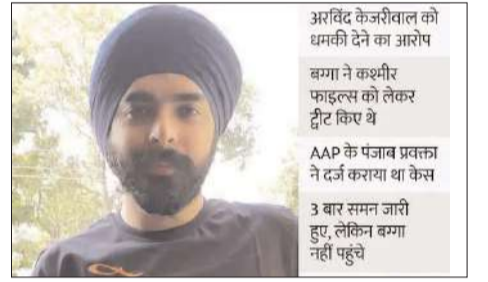 अरविंद केजरीवाल को
धमकी देने का आरोप
बग्गा ने कश्मीर
फाइल्स को लेकर
ट्वीट किए थे
AAP के पंजाब प्रवक्ता
ने दर्ज कराया था केस
3 बार समन जारी
हुए, लेकिन बग्गा
नहीं पहुंचे